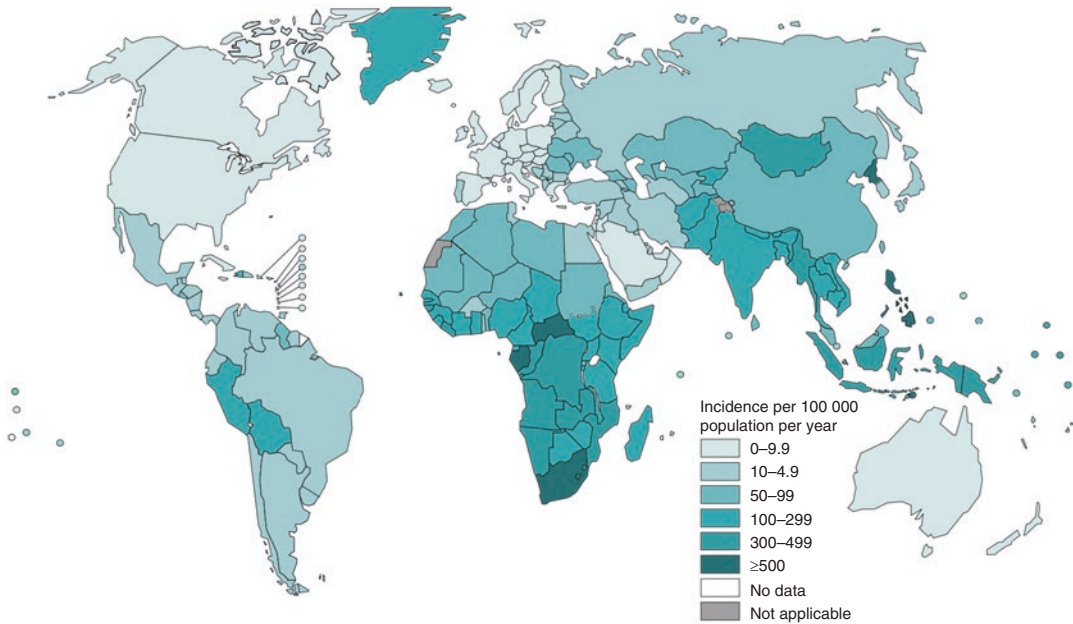 Incidence per 100 000
population per year
0–9.9
10–4.9
50–99
100–299
300–499
≥500
No data
Not applicable